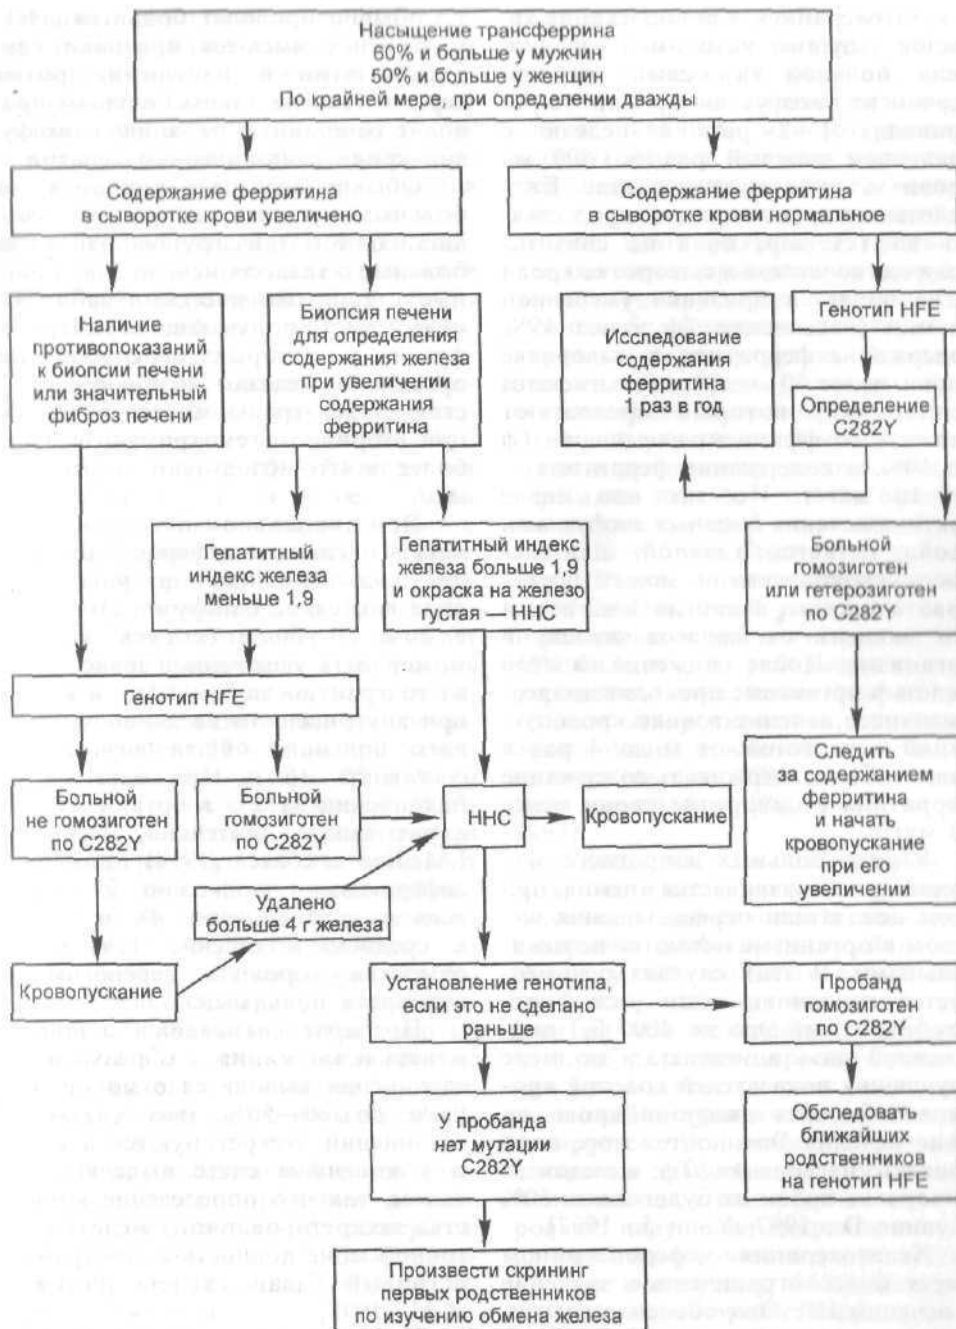 Насыщение трансферрина
60% и больше у мужчин
50% и больше у женщин
По крайней мере, при определении дважды
Содержание ферритина
в сыворотке крови увеличено
Содержание ферритина
в сыворотке крови нормальное
Наличие
противопоказаний
к биопсии печени
или значительный
фиброз печени
Биопсия печени
для определения
содержания железа
при увеличении
содержания
ферритина
Исследование
содержания
ферритина
1 раз в год
Генотип HFE
Определение
C282Y
Гепатитный
индекс железа
меньше 1,9
Гепатитный индекс
железа больше 1,9
и окраска на железо
густая — ННС
Больной
гомозиготен
или гетерозиготен
по C282Y
Генотип HFE
Больный
не гомозиготен
по C282Y
Больной
гомозиготен
по C282Y
ННС
Кровопускание
Следить
за содержанием
ферритина
и начать
кровопускание
при его
увеличении
Удалено
больше 4 г железа
Кровопускание
Установление генотипа,
если это не сделано
раньше
Пробанд
гомозиготен
по C282Y
У пробанда
нет мутации
C282Y
Обследовать
ближайших
родственников
на генотип HFE
Произвести скрининг
первых родственников
по изучению обмена железа